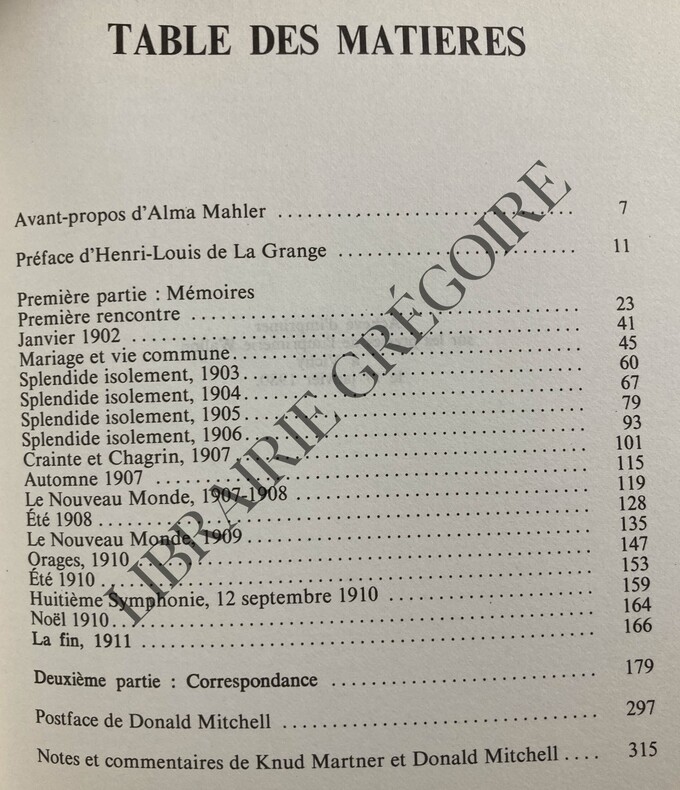 TABLE DES MATIERES
Avant-propos d'Alma Mahler .......................... 7
Préface d'Henri-Louis de La Grange ..................... 11
Première partie : Mémoires
Première rencontre .................................. 23
Janvier 1902 ........................................ 41
Mariage et vie commune ............................... 45
Splendide isolement, 1903 ............................. 60
Splendide isolement, 1904 ............................. 67
Splendide isolement, 1905 ............................. 79
Splendide isolement, 1906 ............................. 93
Crainte et Chagrin, 1907 .............................. 101
Automne 1907 ....................................... 115
Le Nouveau Monde, 1907-1908 .......................... 119
Été 1908 ........................................... 128
Le Nouveau Monde, 1909 ............................... 135
Orages, 1910 ........................................ 147
Été 1910 ........................................... 153
Huitième Symphonie, 12 septembre 1910 .................. 159
Noël 1910 .......................................... 164
La fin, 1911 ........................................ 166
Deuxième partie : Correspondance ....................... 179
Postface de Donald Mitchell ............................ 297
Notes et commentaires de Knud Martner et Donald Mitchell .... 315
LIBRAIRIE GRÉGOIRE